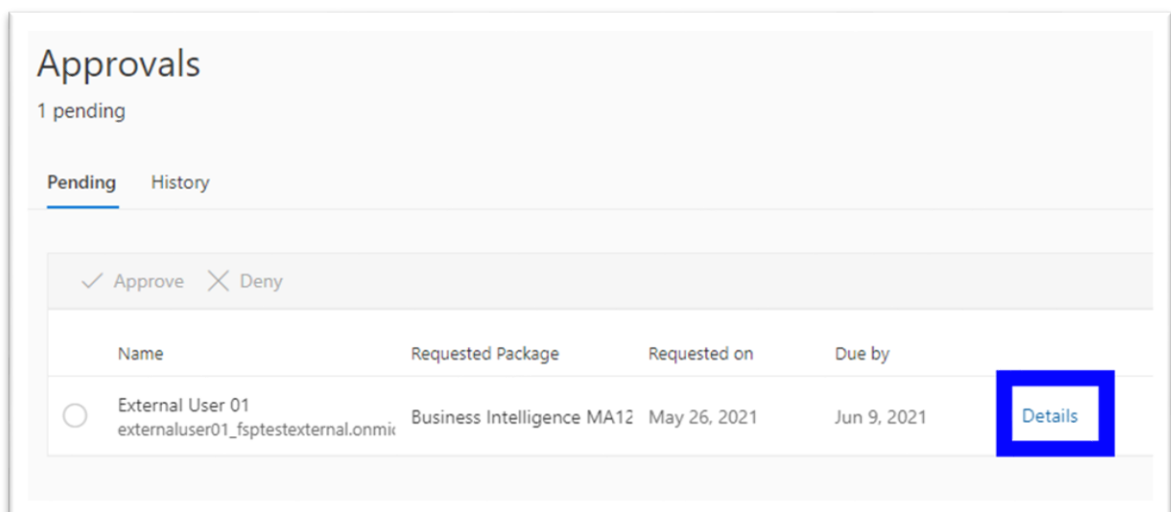 Approvals
1 pending
Pending History
Approve Deny
Name Requested Package Requested on Due by
External User 01
externaluser01_fsptestexternal.onmic
Business Intelligence MA12 May 26, 2021 Jun 9, 2021 Details